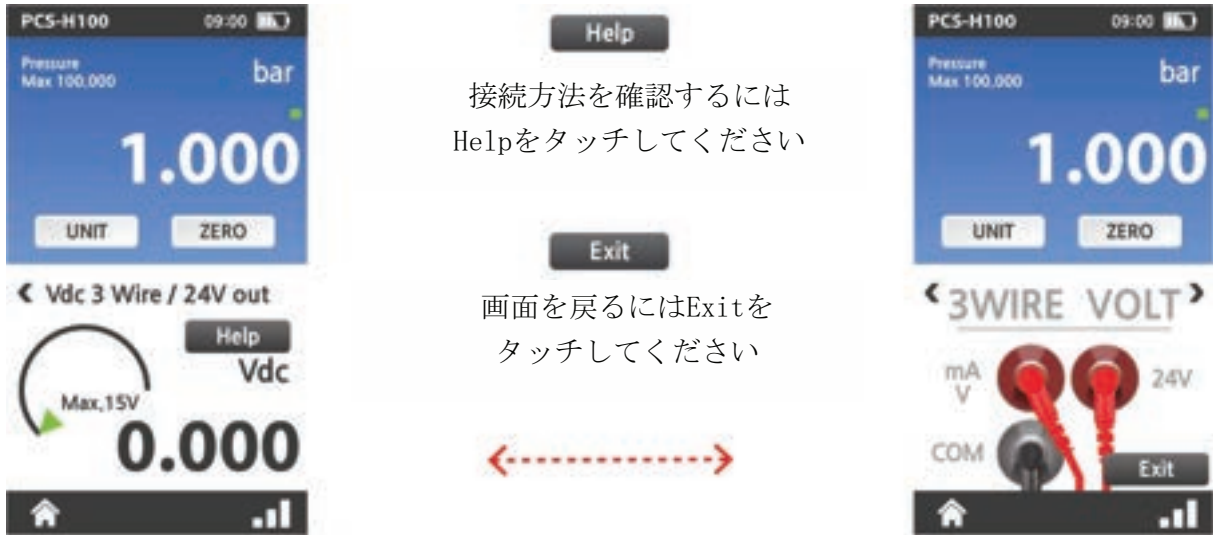 PCS-H100 09:00
Pressure
Max 100.000
bar
1.000
UNIT ZERO
Vdc 3 Wire / 24V out
Help
Vdc
Max,15V
0.000
Help
接続方法を確認するには
Helpをタッチしてください
Exit
画面を戻るにはExitを
タッチしてください
PCS-H100 09:00
Pressure
Max 100.000
bar
1.000
UNIT ZERO
3WIRE VOLT
mA
V
24V
COM
Exit